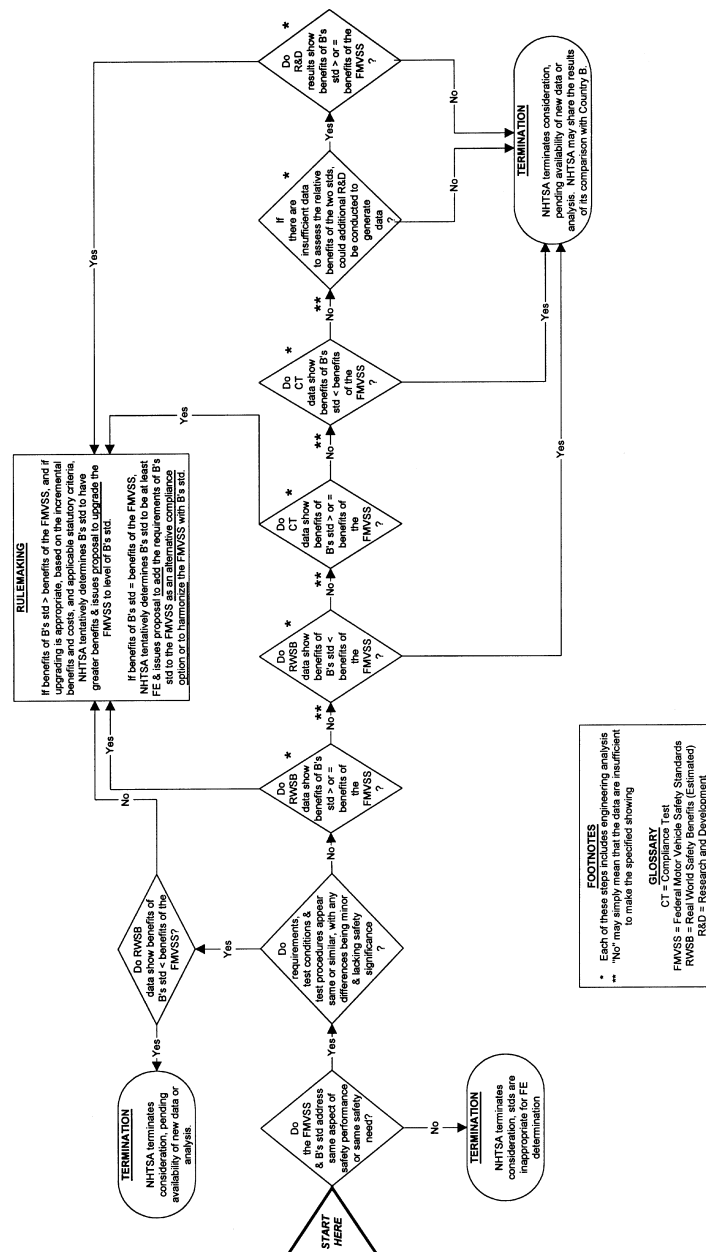 START
HERE
Do
the FMVSS
& B's std address
same aspect of
safety performance
or same safety
need?
No
TERMINATION
NHTSA terminates
consideration, stds are
inappropriate for FE
determination
Yes
Do
requirements,
test conditions &
test procedures appear
same or similar, with any
differences being minor
& lacking safety
significance
?
Yes
Do RWSB
data show benefits of
B's std < benefits of the
FMVSS?
Yes
TERMINATION
NHTSA terminates
consideration, pending
availability of new data or
analysis.
No
No
Do
RWSB
data show
benefits of B's
std > or =
benefits of
the
FMVSS
?
*
Yes
RULEMAKING
If benefits of B's std > benefits of the FMVSS, and if
upgrading is appropriate, based on the incremental
benefits and costs, and applicable statutory criteria,
NHTSA tentatively determines B's std to have
greater benefits & issues proposal to upgrade the
FMVSS to level of B's std.
If benefits of B's std = benefits of the FMVSS,
NHTSA tentatively determines B's std to be at least
FE & issues proposal to add the requirements of B's
std to the FMVSS as an alternative compliance
option or to harmonize the FMVSS with B's std.
**
No
Do
RWSB
data show
benefits of
B's std <
benefits of
the
FMVSS
?
*
Yes
**
No
Do
CT
data show
benefits of
B's std > or =
benefits of
the
FMVSS
?
*
Yes
**
No
Do
CT
data show
benefits of B's
std < benefits
of the
FMVSS
?
*
Yes
**
No
If
there are
insufficient data
to assess the relative
benefits of the two stds,
could additional R&D
be conducted to
generate
data
?
*
No
Yes
Do
R&D
results show
benefits of B's
std > or =
benefits of the
FMVSS
?
*
Yes
No
TERMINATION
NHTSA terminates consideration,
pending availability of new data or
analysis. NHTSA may share the results
of its comparison with Country B.
FOOTNOTES
* Each of these steps includes engineering analysis
** "No" may simply mean that the data are insufficient
to make the specified showing
GLOSSARY
CT = Compliance Test
FMVSS = Federal Motor Vehicle Safety Standards
RWSB = Real World Safety Benefits (Estimated)
R&D = Research and Development